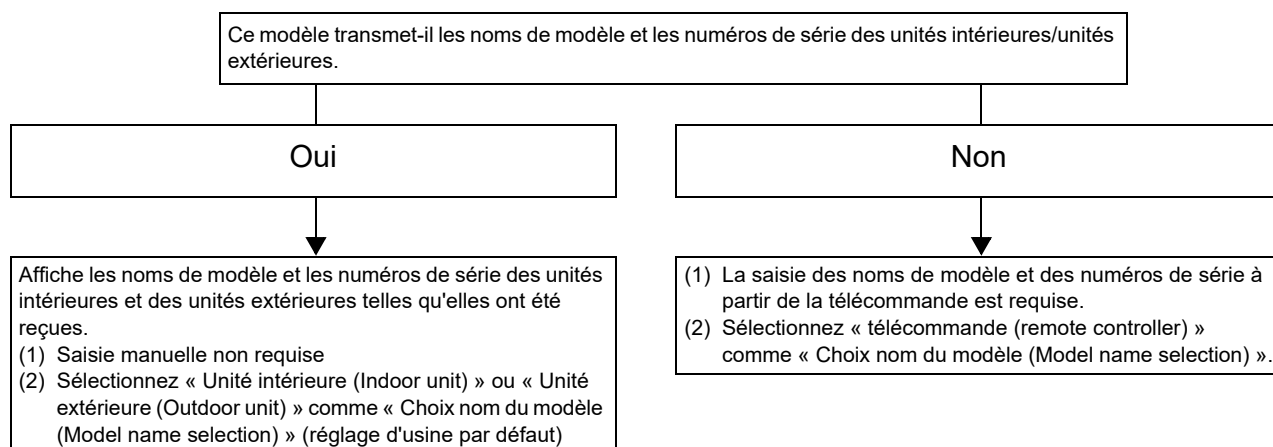 Ce modèle transmet-il les noms de modèle et les numéros de série des unités intérieures/unités
extérieures.
Oui
Non
Affiche les noms de modèle et les numéros de série des unités
intérieures et des unités extérieures telles qu'elles ont été
reçues.
(1) Saisie manuelle non requise
(2) Sélectionnez « Unité intérieure (Indoor unit) » ou « Unité
extérieure (Outdoor unit) » comme « Choix nom du modèle
(Model name selection) » (réglage d'usine par défaut)
(1) La saisie des noms de modèle et des numéros de série à
partir de la télécommande est requise.
(2) Sélectionnez « télécommande (remote controller) »
comme « Choix nom du modèle (Model name selection) ».